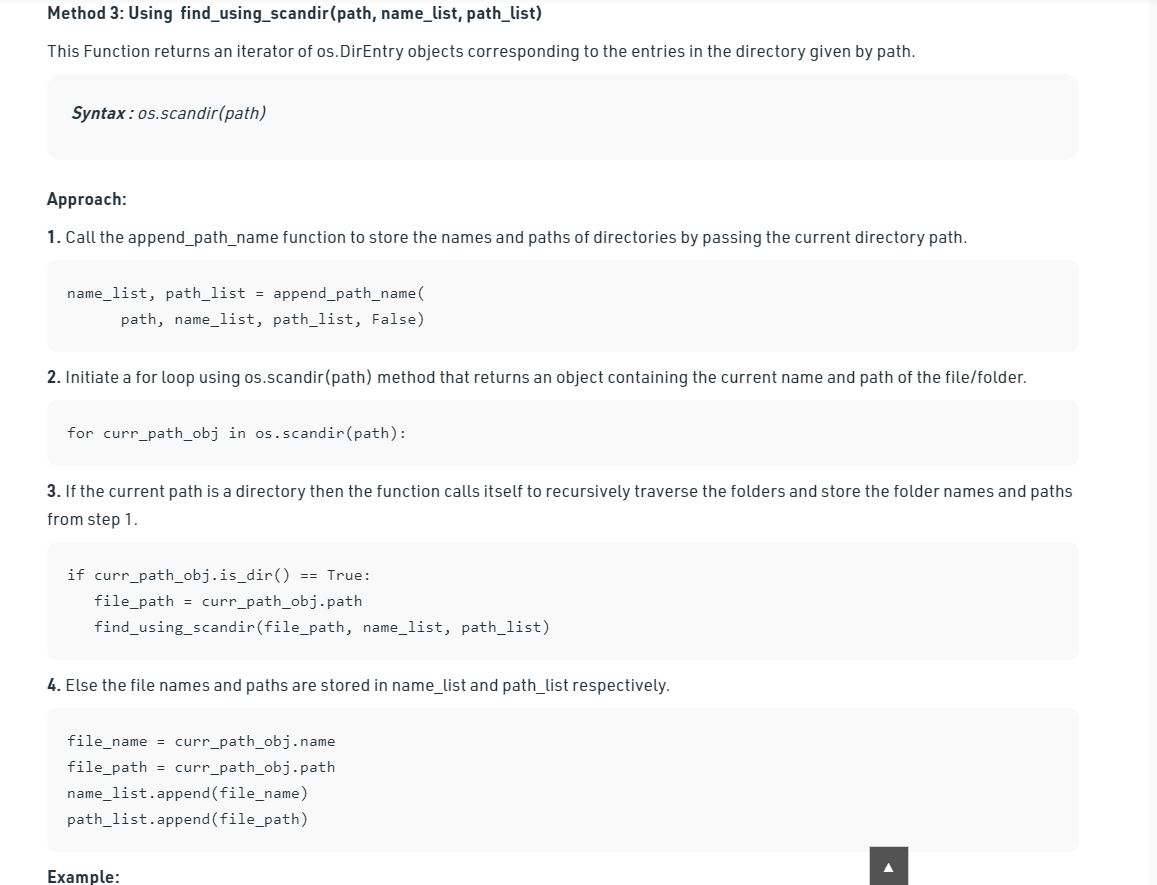 Method 3: Using find_using_scandir(path, name_list, path_list)
This Function returns an iterator of os.DirEntry objects corresponding to the entries in the directory given by path.
Syntax : os.scandir(path)
Approach:
1. Call the append_path_name function to store the names and paths of directories by passing the current directory path.
name_list, path_list = append_path_name(
      path, name_list, path_list, False)
2. Initiate a for loop using os.scandir(path) method that returns an object containing the current name and path of the file/folder.
for curr_path_obj in os.scandir(path):
3. If the current path is a directory then the function calls itself to recursively traverse the folders and store the folder names and paths
from step 1.
if curr_path_obj.is_dir() == True:
   file_path = curr_path_obj.path
   find_using_scandir(file_path, name_list, path_list)
4. Else the file names and paths are stored in name_list and path_list respectively.
file_name = curr_path_obj.name
file_path = curr_path_obj.path
name_list.append(file_name)
path_list.append(file_path)
Example: